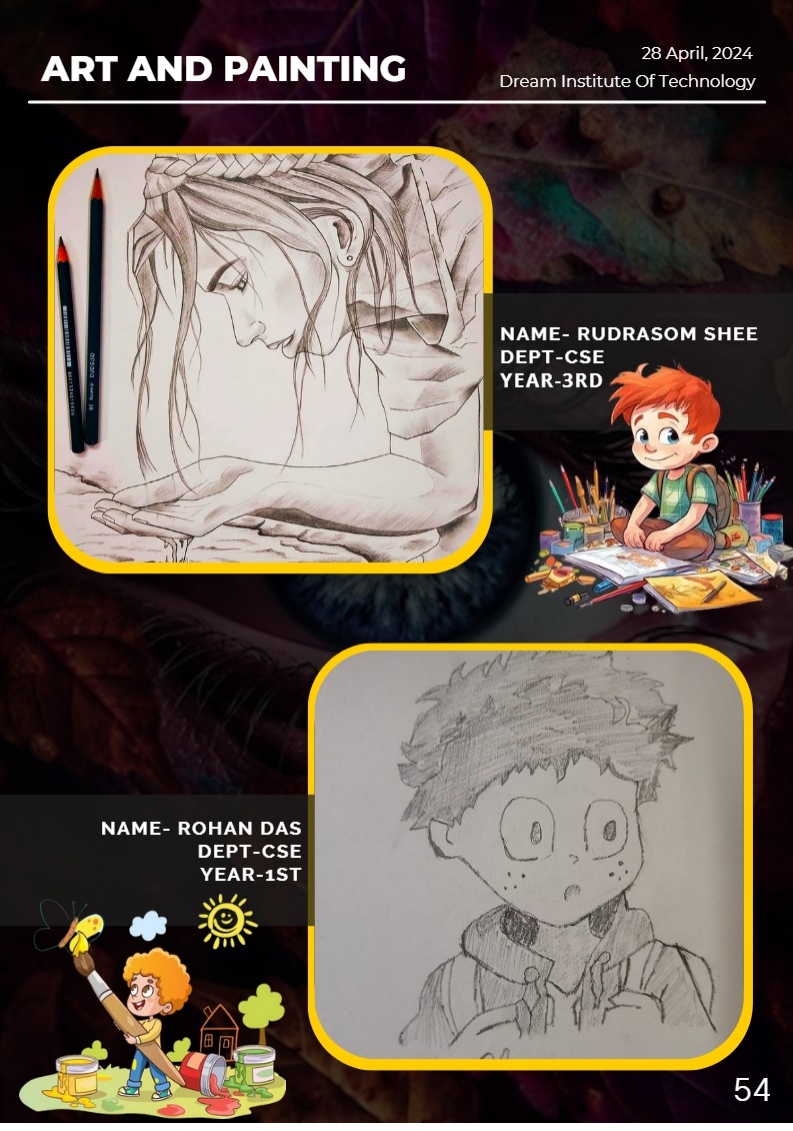 ART AND PAINTING
28 April, 2024
Dream Institute Of Technology
NAME- RUDRASOM SHEE
DEPT-CSE
YEAR-3RD
NAME- ROHAN DAS
DEPT-CSE
YEAR-1ST
54